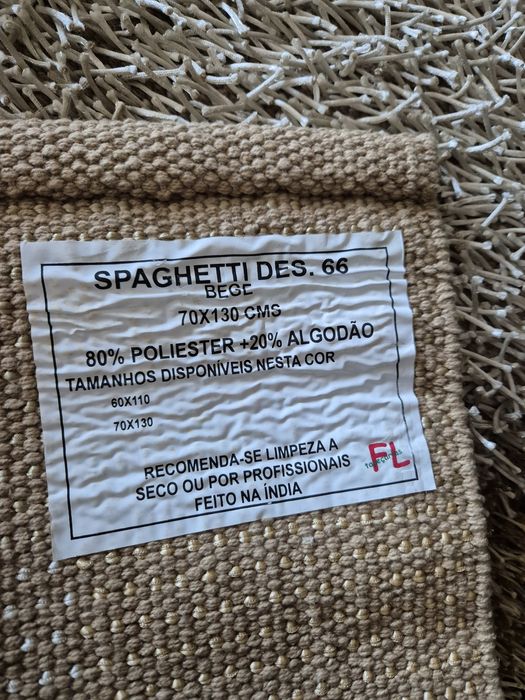 SPAGHETTI DES. 66
BEGE
70X130 CMS
80% POLIESTER +20% ALGODÃO
TAMANHOS DISPONÍVEIS NESTA COR
60X110
70X130
RECOMENDA-SE LIMPEZA A
SECO OU POR PROFISSIONAIS
FEITO NA ÍNDIA
FL